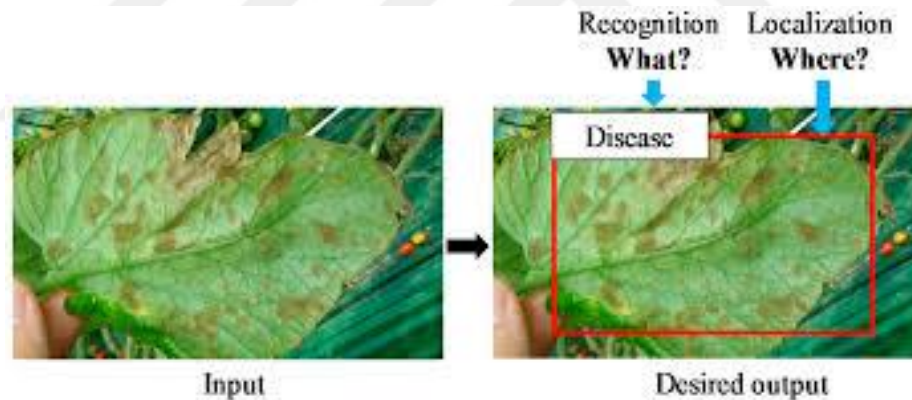 Recognition
What?
Localization
Where?
Disease
Input
Desired output